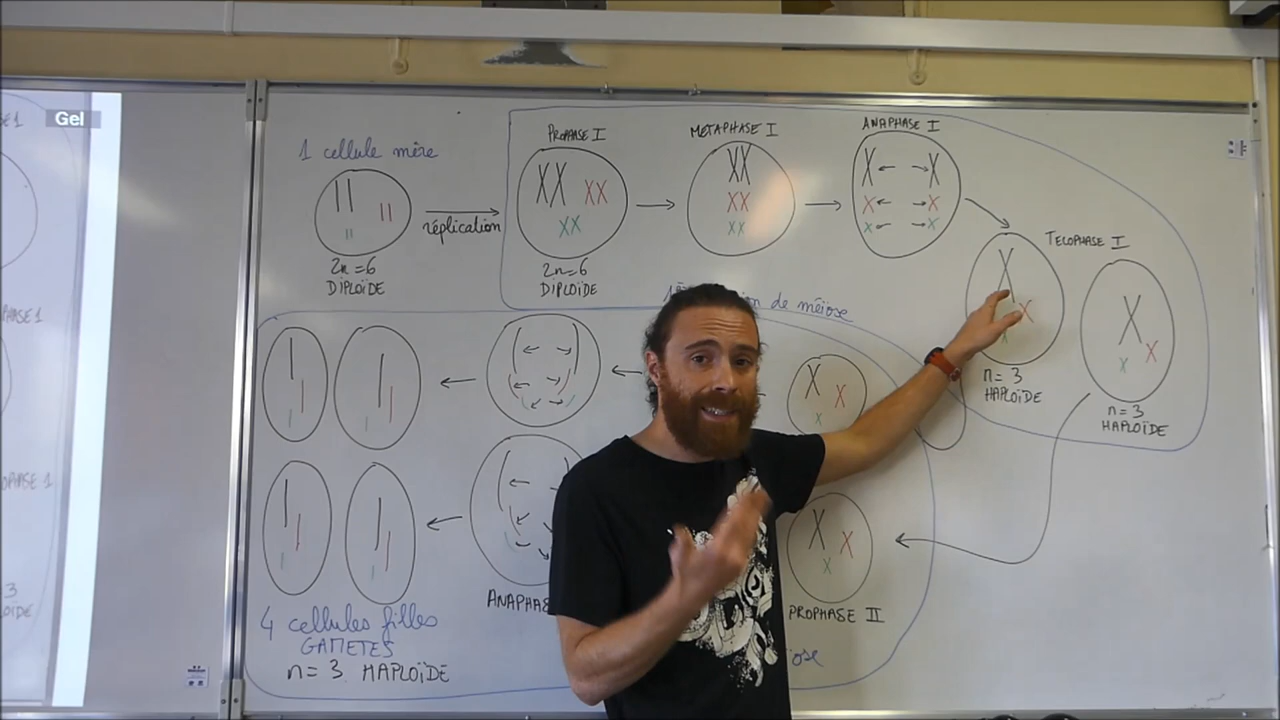 Gel
1 cellule mère
2n=6
DIPLOÏDE
réplication
PROPHASE I
2n=6
DIPLOÏDE
METAPHASE I
ANAPHASE I
TELOPHASE I
n=3
HAPLOÏDE
n=3
HAPLOÏDE
de méiose
PROPHASE II
4 cellules filles
GAMETES
n=3 HAPLOÏDE